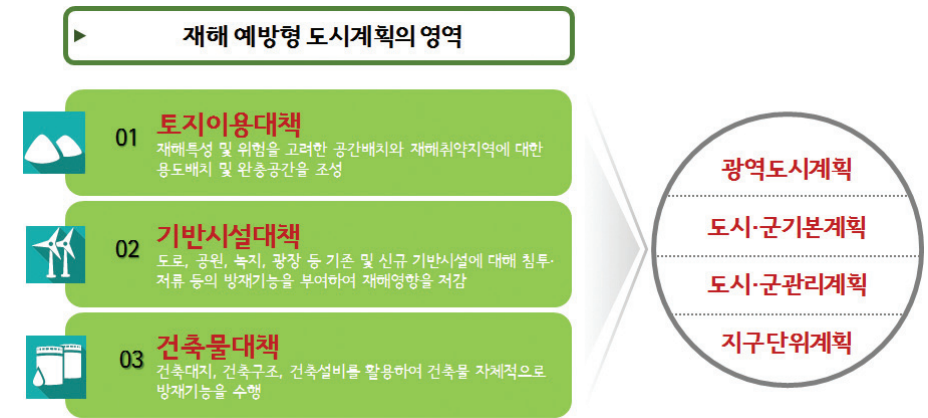 재해 예방형 도시계획의 영역
01 토지이용대책
재해특성 및 위험을 고려한 공간배치와 재해취약지역에 대한
용도배치 및 완충공간을 조성
02 기반시설대책
도로, 공원, 녹지, 광장 등 기존 및 신규 기반시설에 대해 침투·
저류 등의 방재기능을 부여하여 재해영향을 저감
03 건축물대책
건축대지, 건축구조, 건축설비를 활용하여 건축물 자체적으로
방재기능을 수행
광역도시계획
도시·군기본계획
도시·군관리계획
지구단위계획